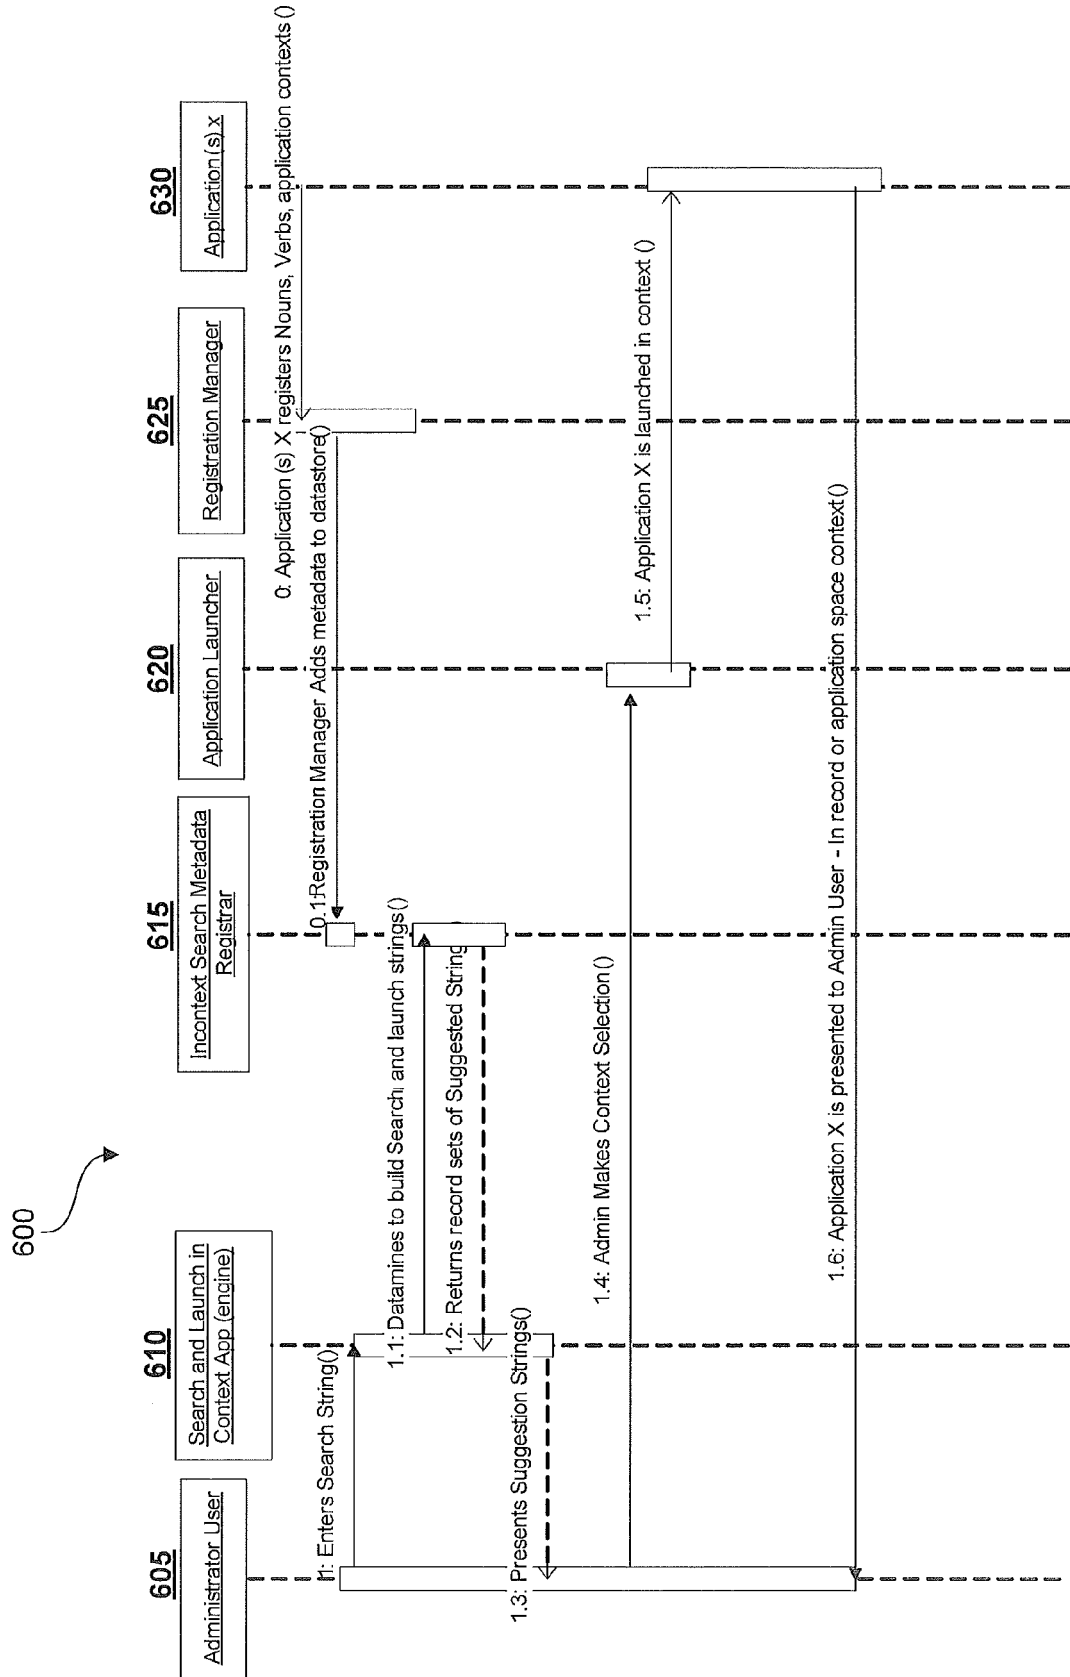 600
605
610
615
620
625
630
Administrator User
Search and Launch in
Context App (engine)
Incontext Search Metadata
Registrar
Application Launcher
Registration Manager
Application(s) x
0: Application (s) X registers Nouns, Verbs, application contexts ()
0.1:Registration Manager Adds metadata to datastore()
1: Enters Search String()
1.1: Datamines to build Search and launch strings()
1.2: Returns record sets of Suggested String
1.3: Presents Suggestion Strings()
1.4: Admin Makes Context Selection()
1.5: Application X is launched in context ()
1.6: Application X is presented to Admin User - In record or application space context()